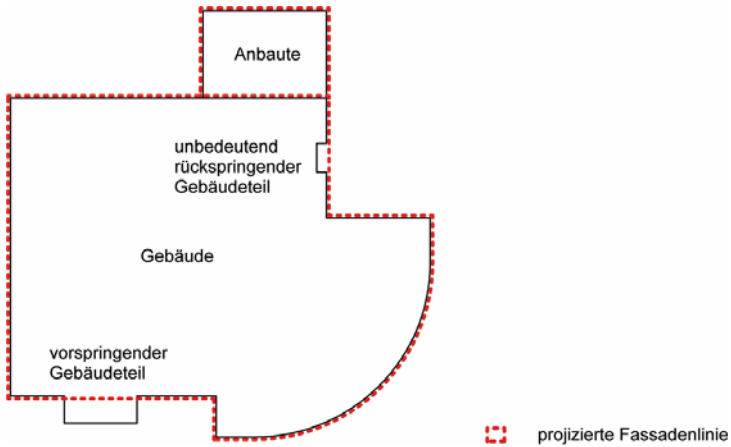 Anbaute
unbedeutend
rückspringender
Gebäudeteil
Gebäude
vorspringender
Gebäudeteil
projizierte Fassadenlinie